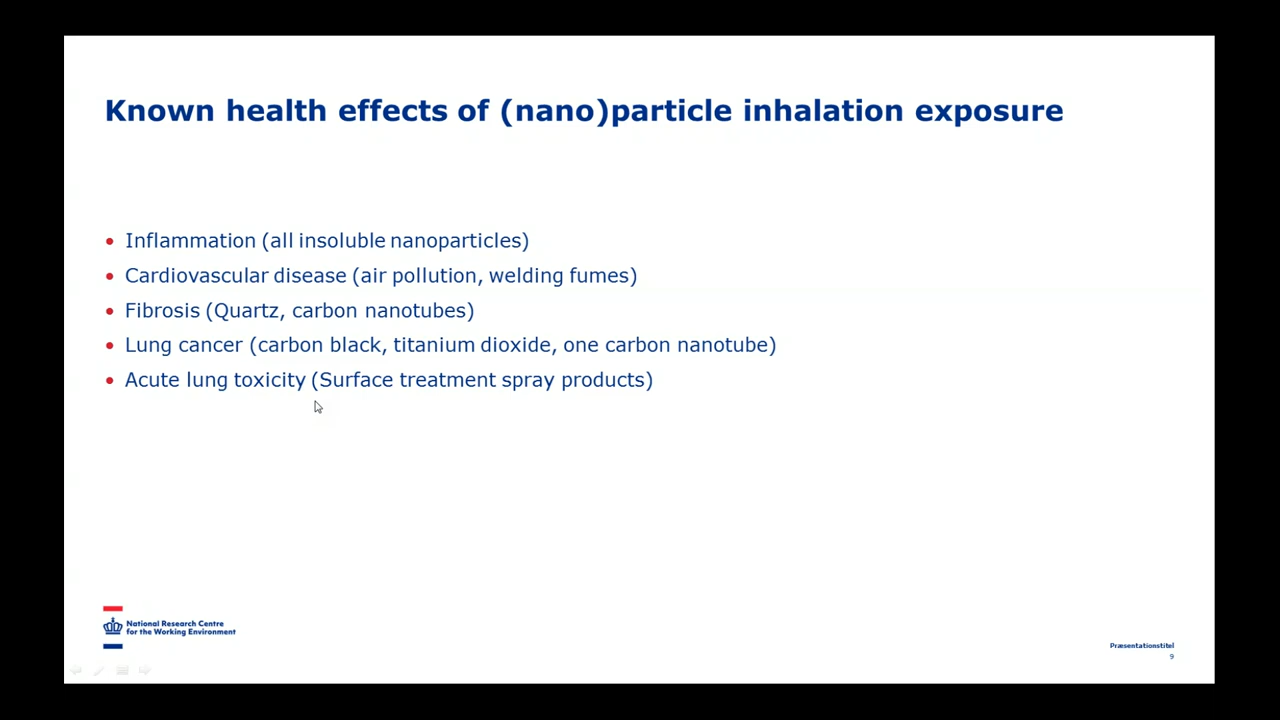 Known health effects of (nano)particle inhalation exposure
• Inflammation (all insoluble nanoparticles)
• Cardiovascular disease (air pollution, welding fumes)
• Fibrosis (Quartz, carbon nanotubes)
• Lung cancer (carbon black, titanium dioxide, one carbon nanotube)
• Acute lung toxicity (Surface treatment spray products)
National Research Centre
for the Working Environment
Præsentationstitel
9